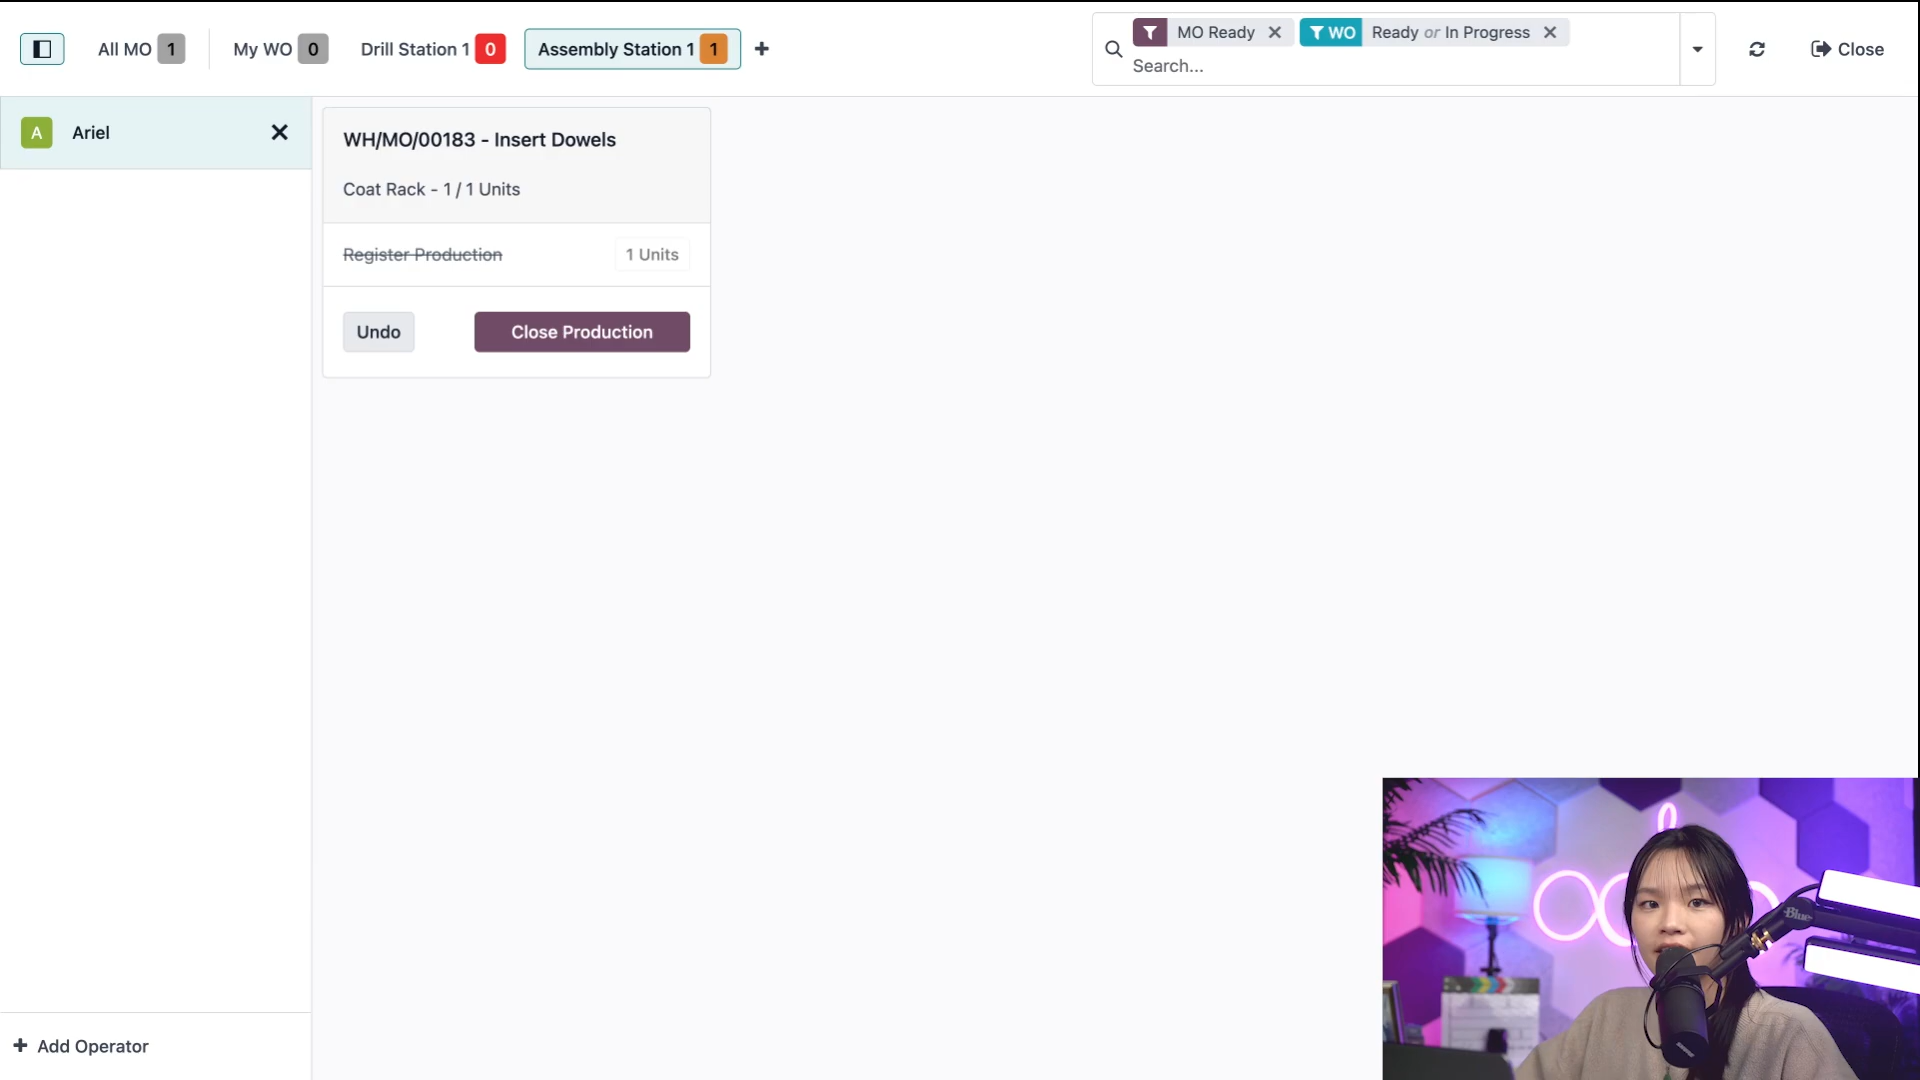 All MO 1 My WO 0 Drill Station 1 0 Assembly Station 1 1 +
MO Ready WO Ready or In Progress
Search...
Close
A Ariel
WH/MO/00183 - Insert Dowels
Coat Rack - 1 / 1 Units
Register Production 1 Units
Undo Close Production
+ Add Operator
Blue